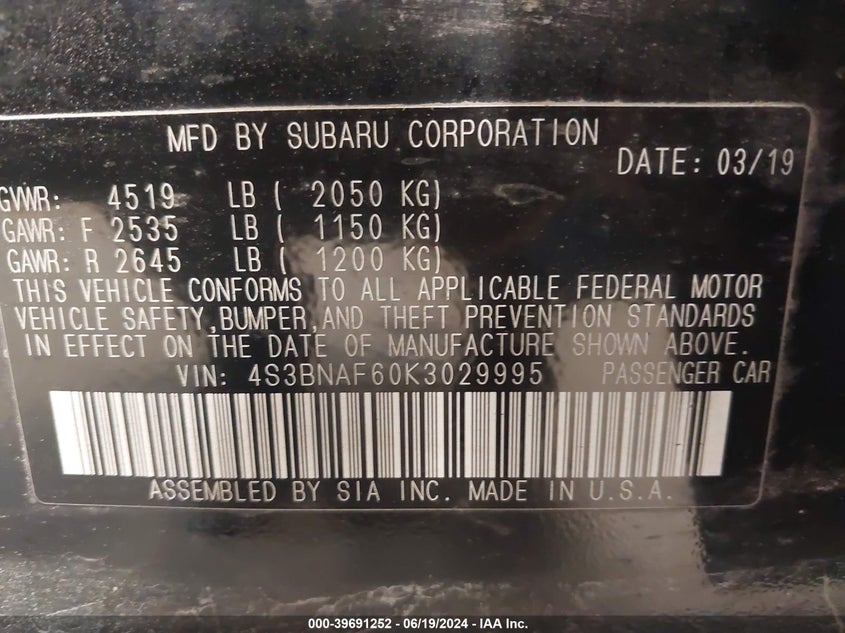 MFD BY SUBARU CORPORATION
DATE: 03/19
GVWR: 4519 LB ( 2050 KG)
GAWR: F 2535 LB ( 1150 KG)
GAWR: R 2645 LB ( 1200 KG)
THIS VEHICLE CONFORMS TO ALL APPLICABLE FEDERAL MOTOR
VEHICLE SAFETY,BUMPER,AND THEFT PREVENTION STANDARDS
IN EFFECT ON THE DATE OF MANUFACTURE SHOWN ABOVE.
VIN: 4S3BNAF60K3029995 PASSENGER CAR
ASSEMBLED BY SIA INC. MADE IN U.S.A.
000-39691252 - 06/19/2024 - IAA Inc.